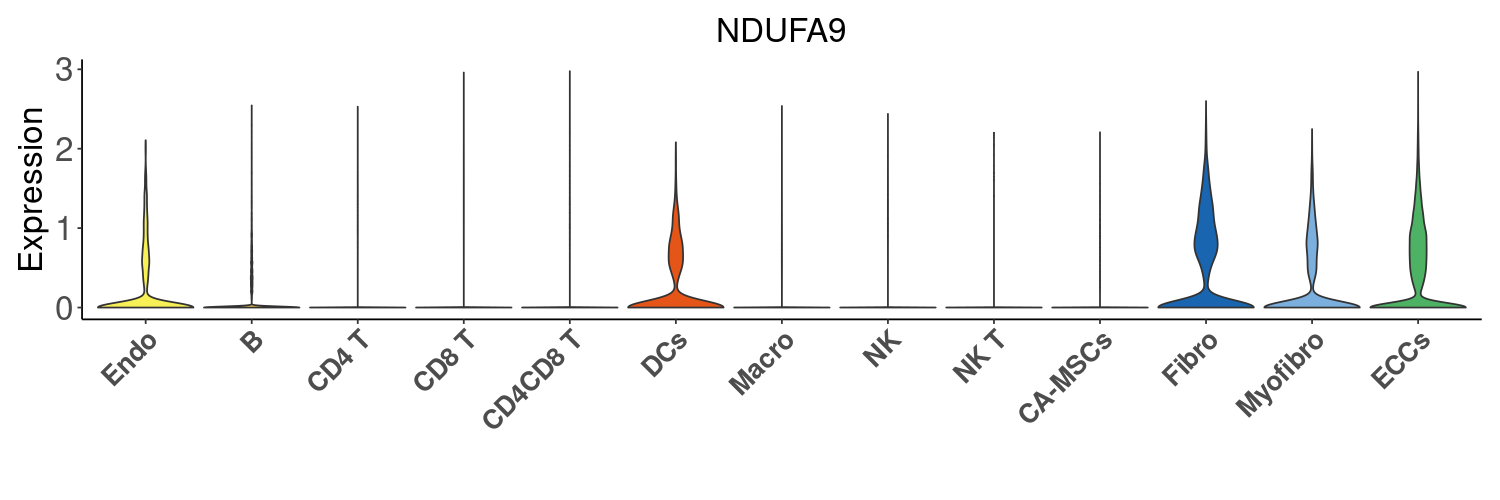 NDUFA9
Expression
3
2
1
0
Endo
B
CD4 T
CD8 T
CD4CD8 T
DCs
Macro
NK
NK T
CA-MSCs
Fibro
Myofibro
ECCs